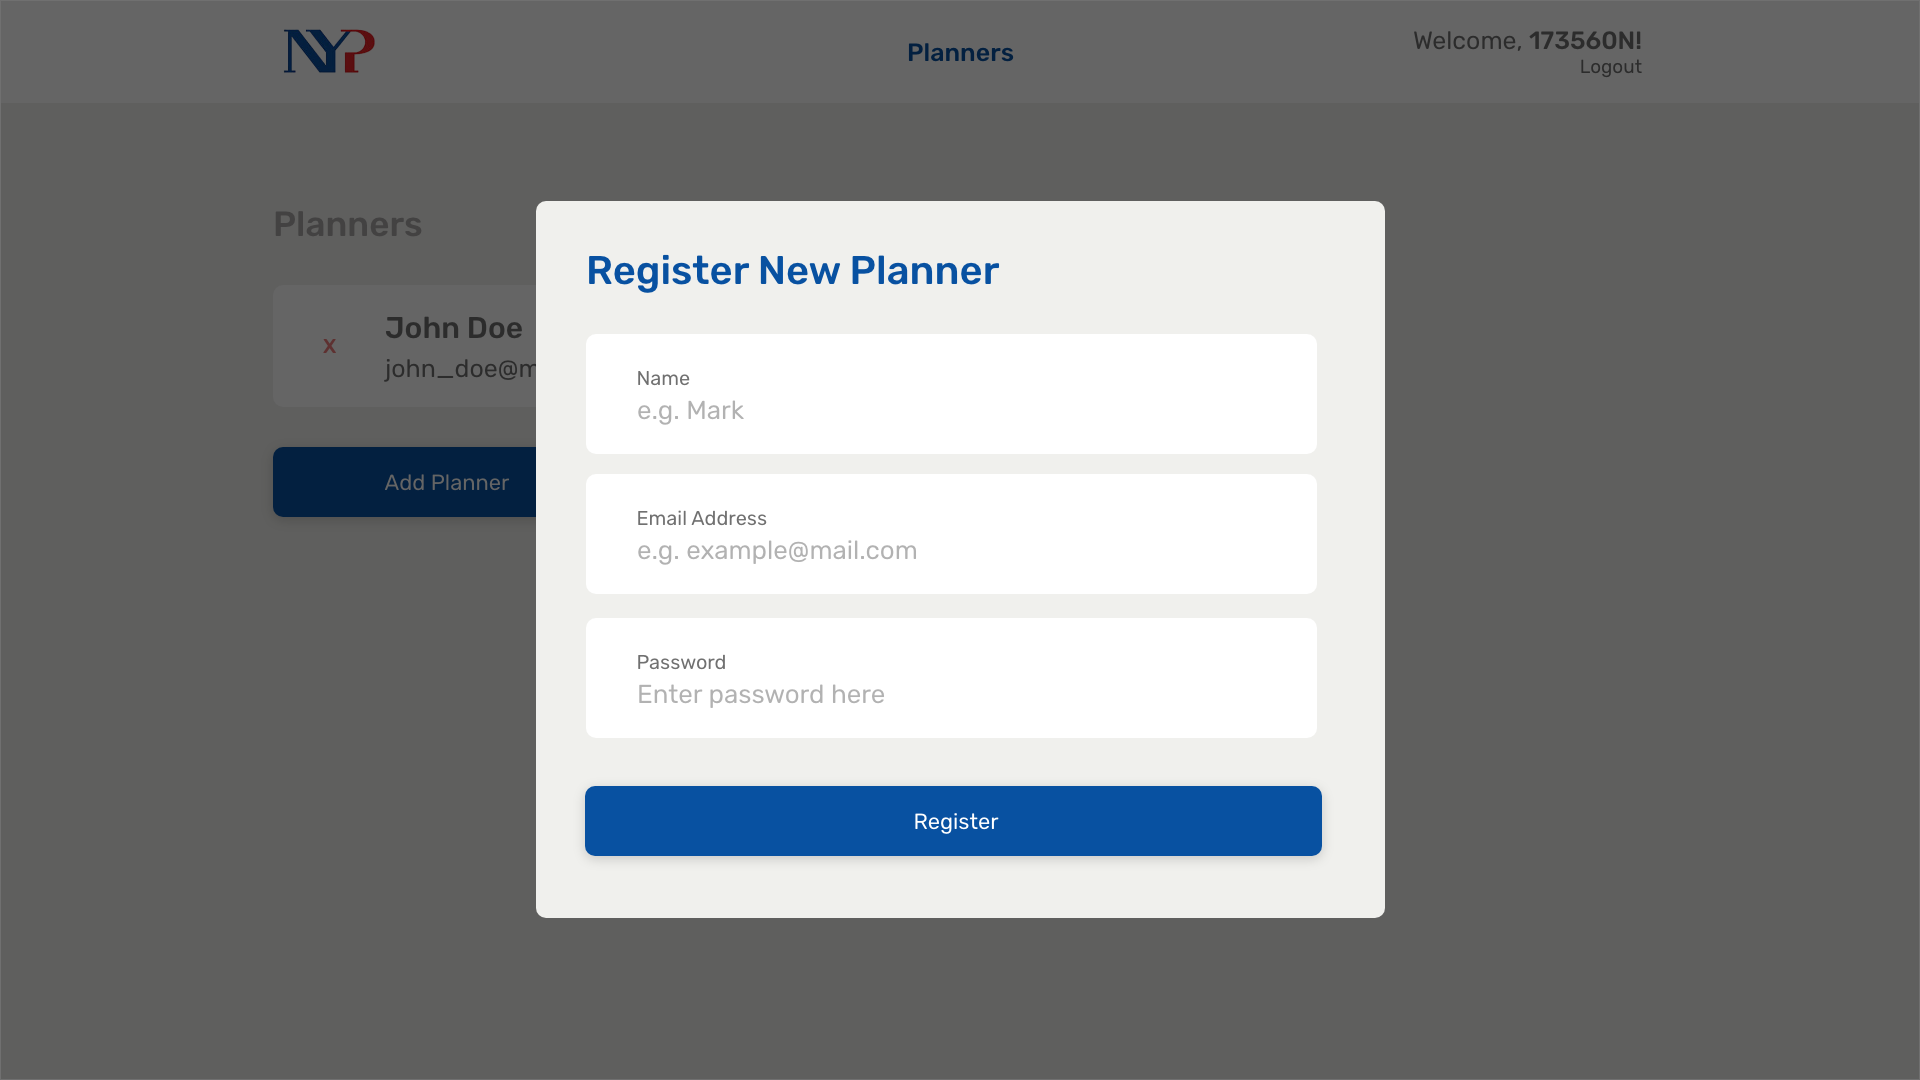 NYP
Planners
Welcome, 173560N!
Logout
Planners
x
John Doe
john_doe@m
Add Planner
Register New Planner
Name
e.g. Mark
Email Address
e.g. example@mail.com
Password
Enter password here
Register